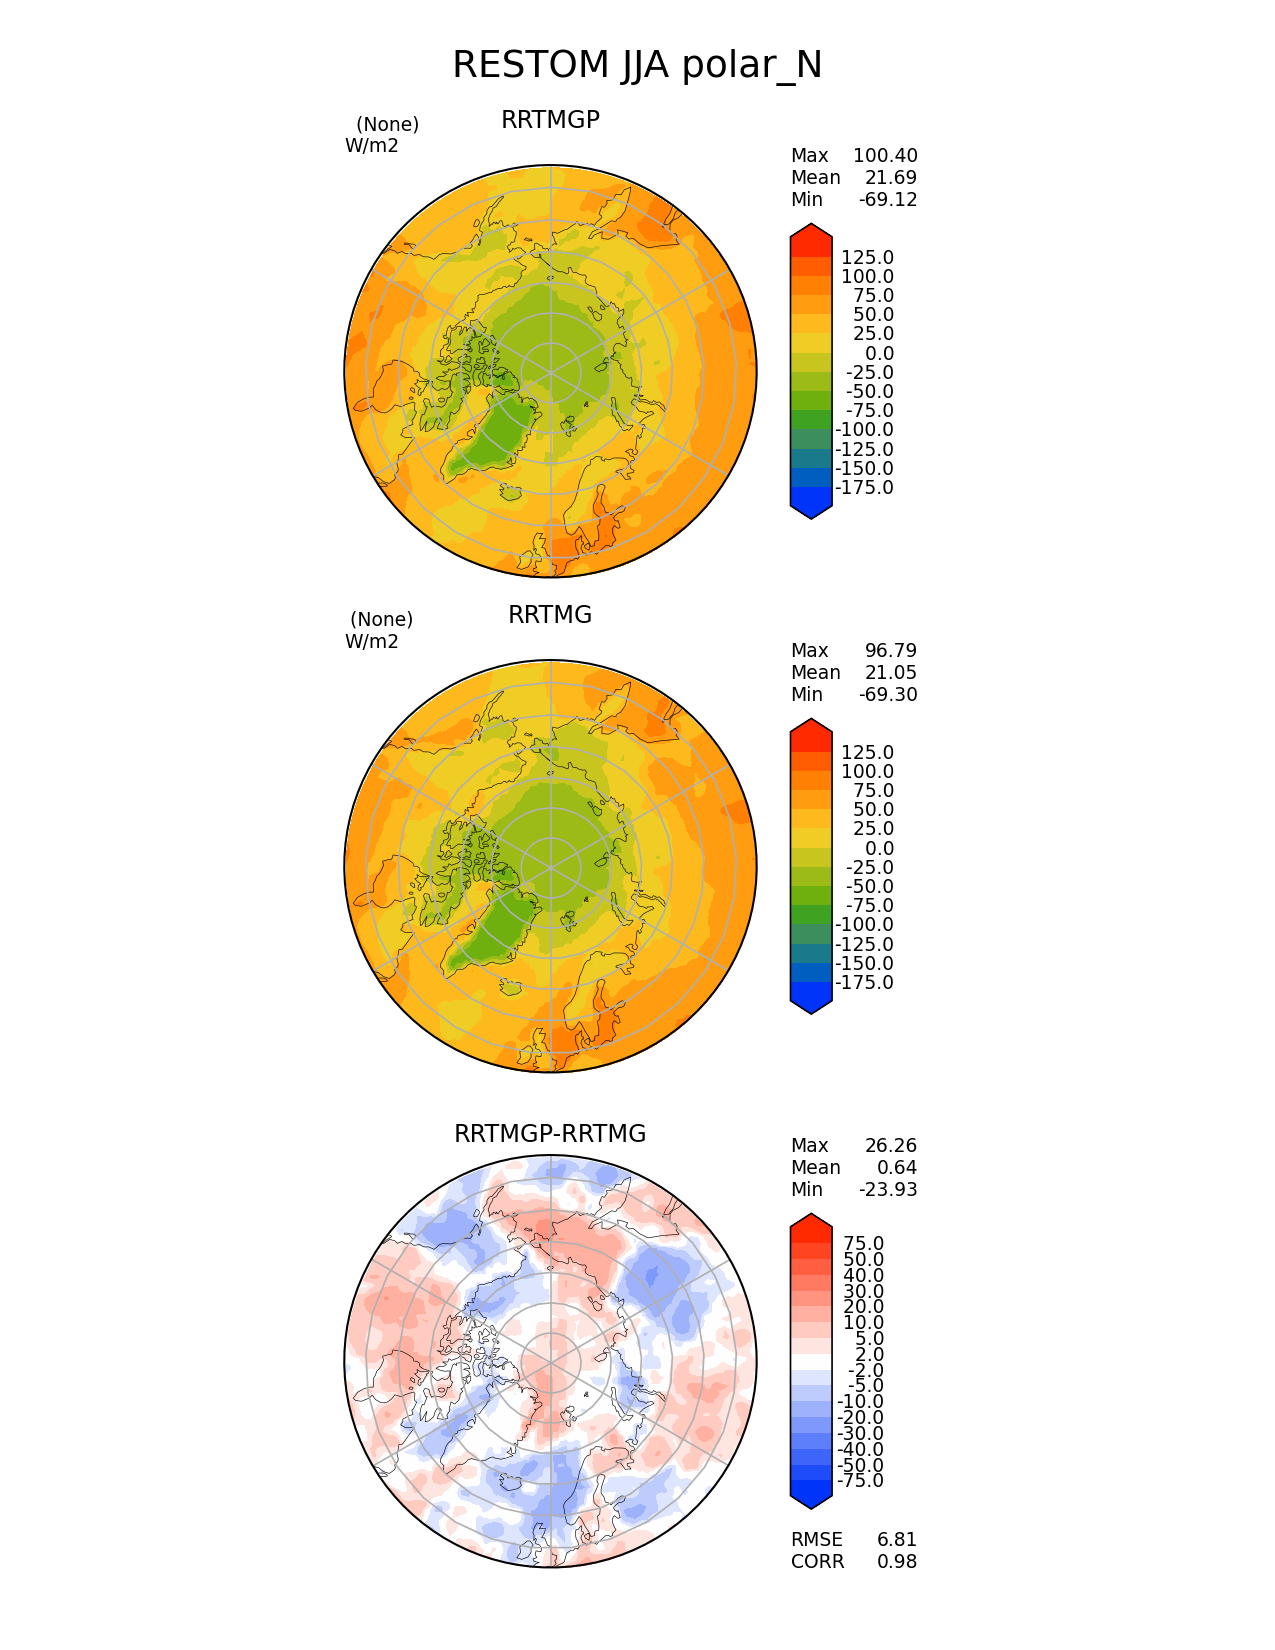 RESTOM JJA polar_N
(None)
RRTMGP
W/m2
Max 100.40
Mean 21.69
Min -69.12
125.0
100.0
75.0
50.0
25.0
0.0
-25.0
-50.0
-75.0
-100.0
-125.0
-150.0
-175.0
(None)
RRTMG
W/m2
Max 96.79
Mean 21.05
Min -69.30
125.0
100.0
75.0
50.0
25.0
0.0
-25.0
-50.0
-75.0
-100.0
-125.0
-150.0
-175.0
RRTMGP-RRTMG
Max 26.26
Mean 0.64
Min -23.93
75.0
50.0
40.0
30.0
20.0
10.0
5.0
2.0
-2.0
-5.0
-10.0
-20.0
-30.0
-40.0
-50.0
-75.0
RMSE 6.81
CORR 0.98